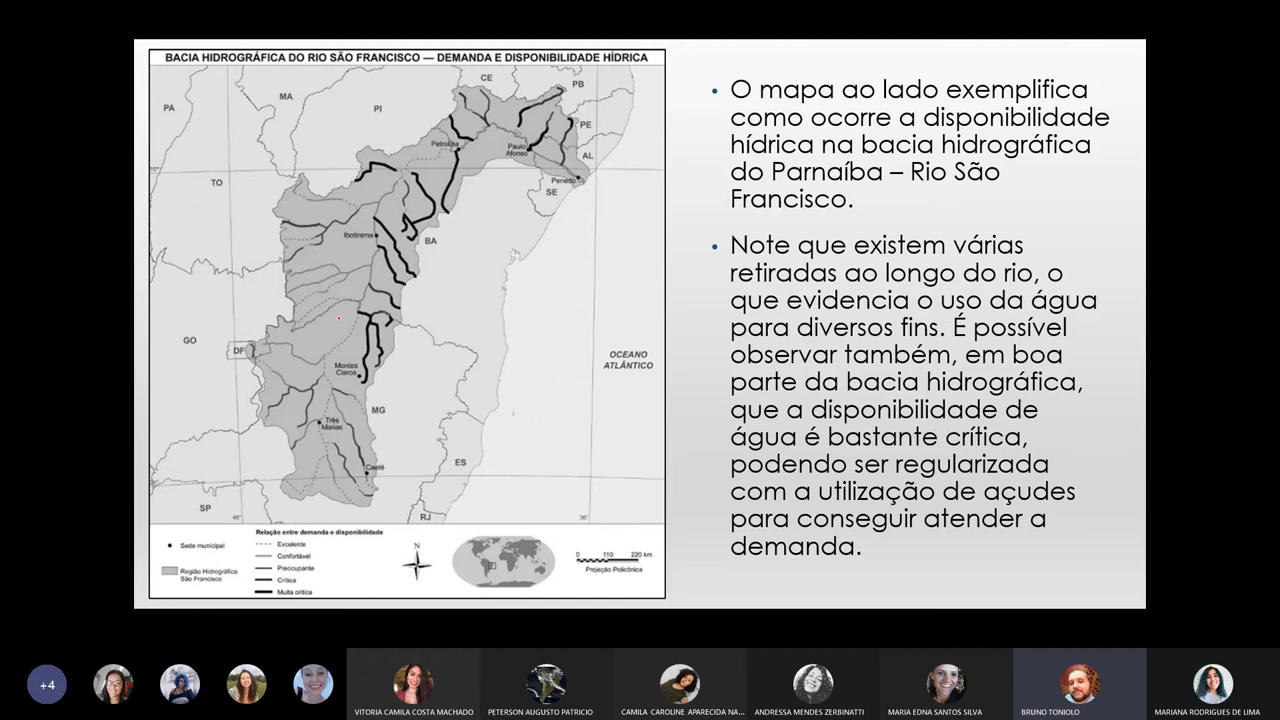 BACIA HIDROGRÁFICA DO RIO SÃO FRANCISCO — DEMANDA E DISPONIBILIDADE HÍDRICA
CE
PB
MA
PA
PI
PE
Petrolina
Paulo
Afonso
AL
TO
Penedo
SE
Ibotirama
BA
GO
DF
OCEANO
ATLÂNTICO
Montes
Claros
MG
Três
Marias
Caeté
ES
SP
RJ
48°
36°
Relação entre demanda e disponibilidade
Sede municipal
Região Hidrográfica
São Francisco
Excelente
Confortável
Preocupante
Crítica
Muita crítica
N
0 110 220 km
Projeção Policônica
• O mapa ao lado exemplifica
como ocorre a disponibilidade
hídrica na bacia hidrográfica
do Parnaíba – Rio São
Francisco.
• Note que existem várias
retiradas ao longo do rio, o
que evidencia o uso da água
para diversos fins. É possível
observar também, em boa
parte da bacia hidrográfica,
que a disponibilidade de
água é bastante crítica,
podendo ser regularizada
com a utilização de açudes
para conseguir atender a
demanda.
+4
VITORIA CAMILA COSTA MACHADO
PETERSON AUGUSTO PATRICIO
CAMILA CAROLINE APARECIDA NA...
ANDRESSA MENDES ZERBINATTI
MARIA EDNA SANTOS SILVA
BRUNO TONIOLO
MARIANA RODRIGUES DE LIMA